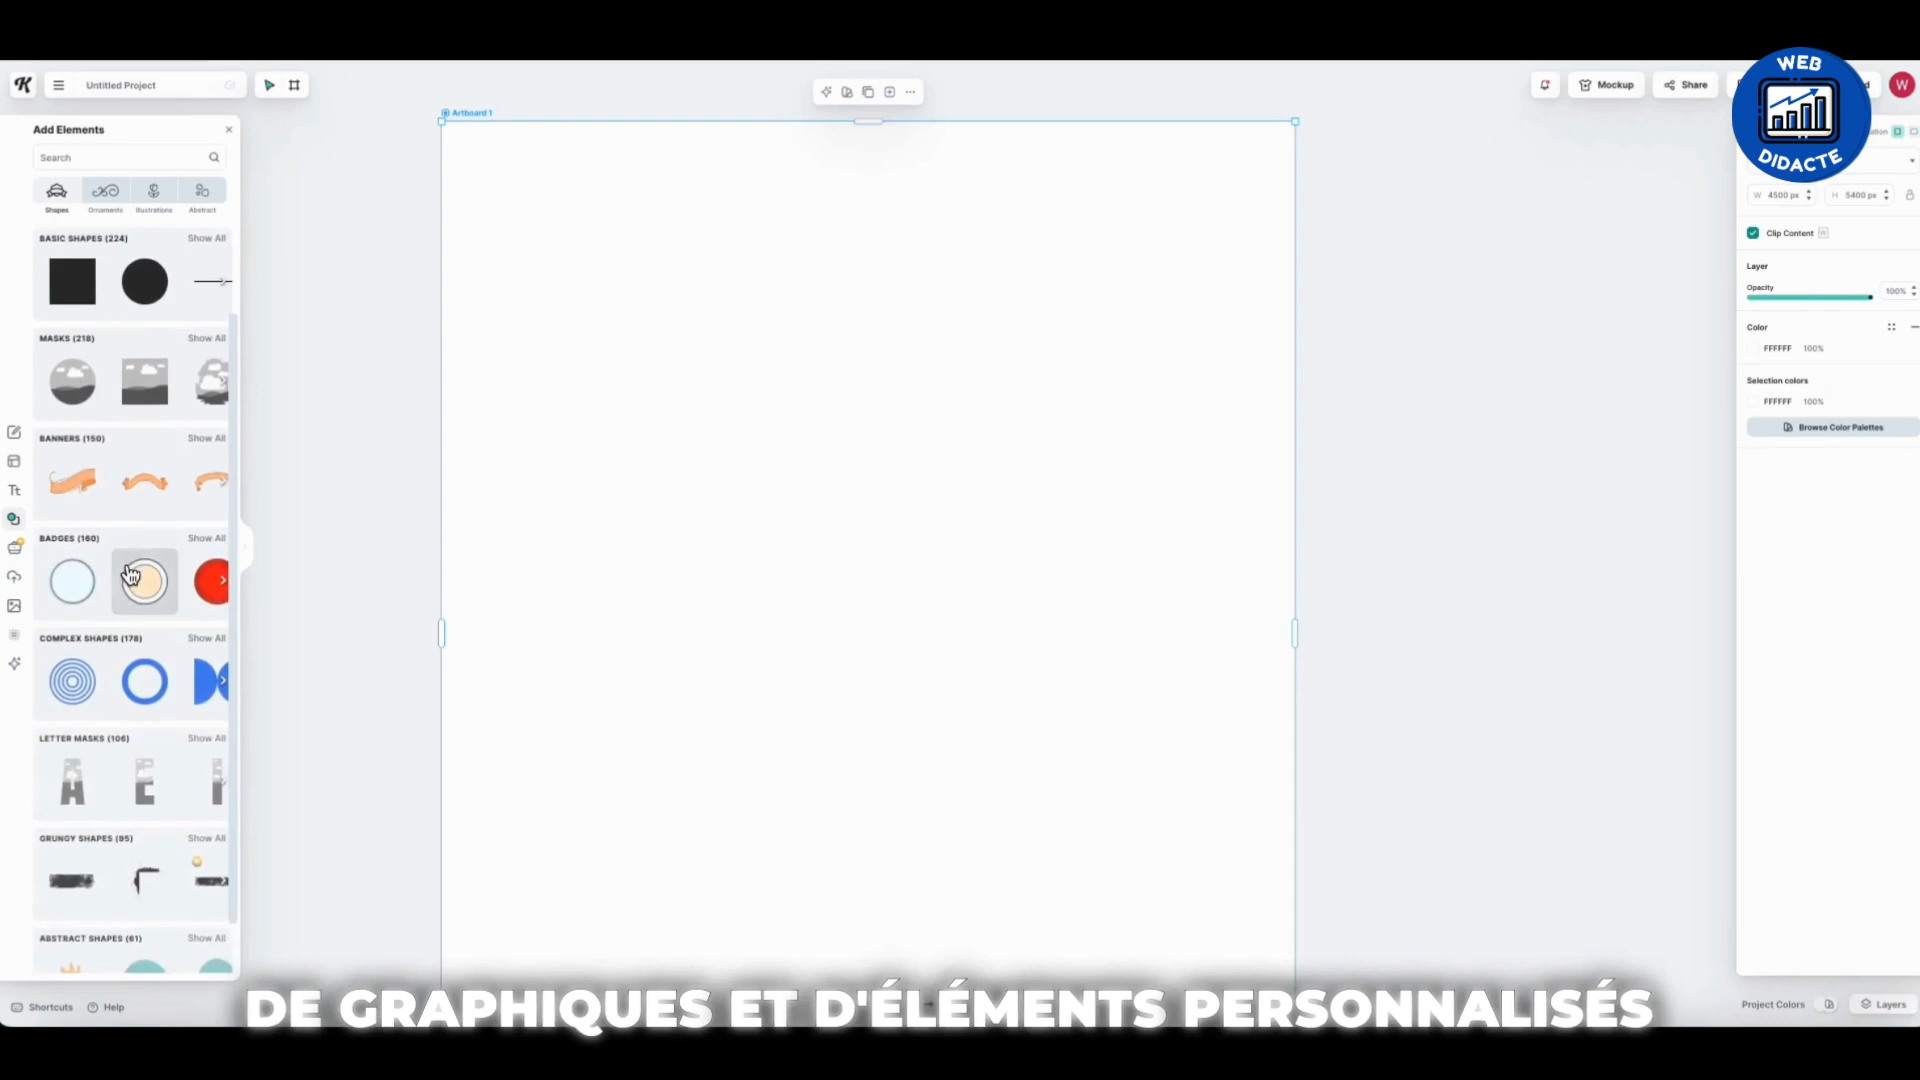 Untitled Project
Mockup
Share
WEB
DIDACTE
W
Add Elements
Search
Shapes
Ornaments
Illustrations
Abstract
BASIC SHAPES (224)
Show All
MASKS (218)
Show All
BANNERS (150)
Show All
BADGES (160)
Show All
COMPLEX SHAPES (178)
Show All
LETTER MASKS (106)
Show All
GRUNGY SHAPES (95)
Show All
ABSTRACT SHAPES (61)
Show All
Tt
Artboard 1
W 4500 px
H 5400 px
Clip Content
Layer
Opacity
100%
Color
FFFFFF 100%
Selection colors
FFFFFF 100%
Browse Color Palettes
Shortcuts
Help
DE GRAPHIQUES ET D'ÉLÉMENTS PERSONNALISÉS
Project Colors
Layers